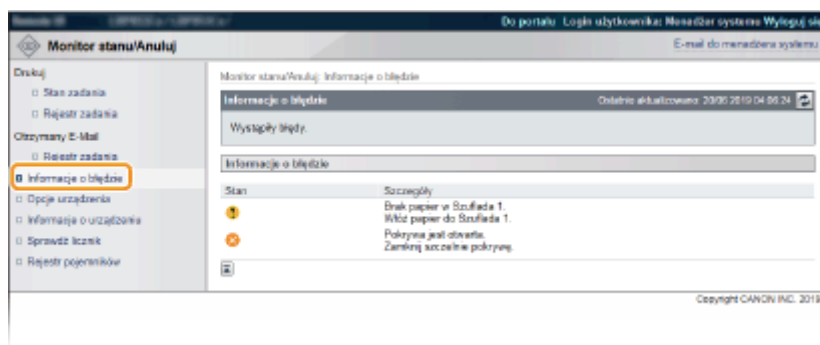 Do portalu Login użytkownika: Menedżer systemu Wyloguj się
Monitor stanu/Anuluj
E-mail do menadżera systemu
Drukuj
Stan zadania
Rejestr zadania
Otrzymany E-Mail
Rejestr zadania
Informacje o błędzie
Opcje urządzenia
Informacje o urządzeniu
Sprawdź licznik
Rejestr pojemników
Monitor stanu/Anuluj: Informacje o błędzie
Informacje o błędzie
Ostatnio aktualizowano: 20/06 2019 04:06:24
Wystąpiły błędy.
Informacje o błędzie
Stan Szczegóły
Brak papier w Szuflada 1.
Włóż papier do Szuflada 1.
Pokrywa jest otwarta.
Zamknij szczelnie pokrywę.
Copyright CANON INC. 2019